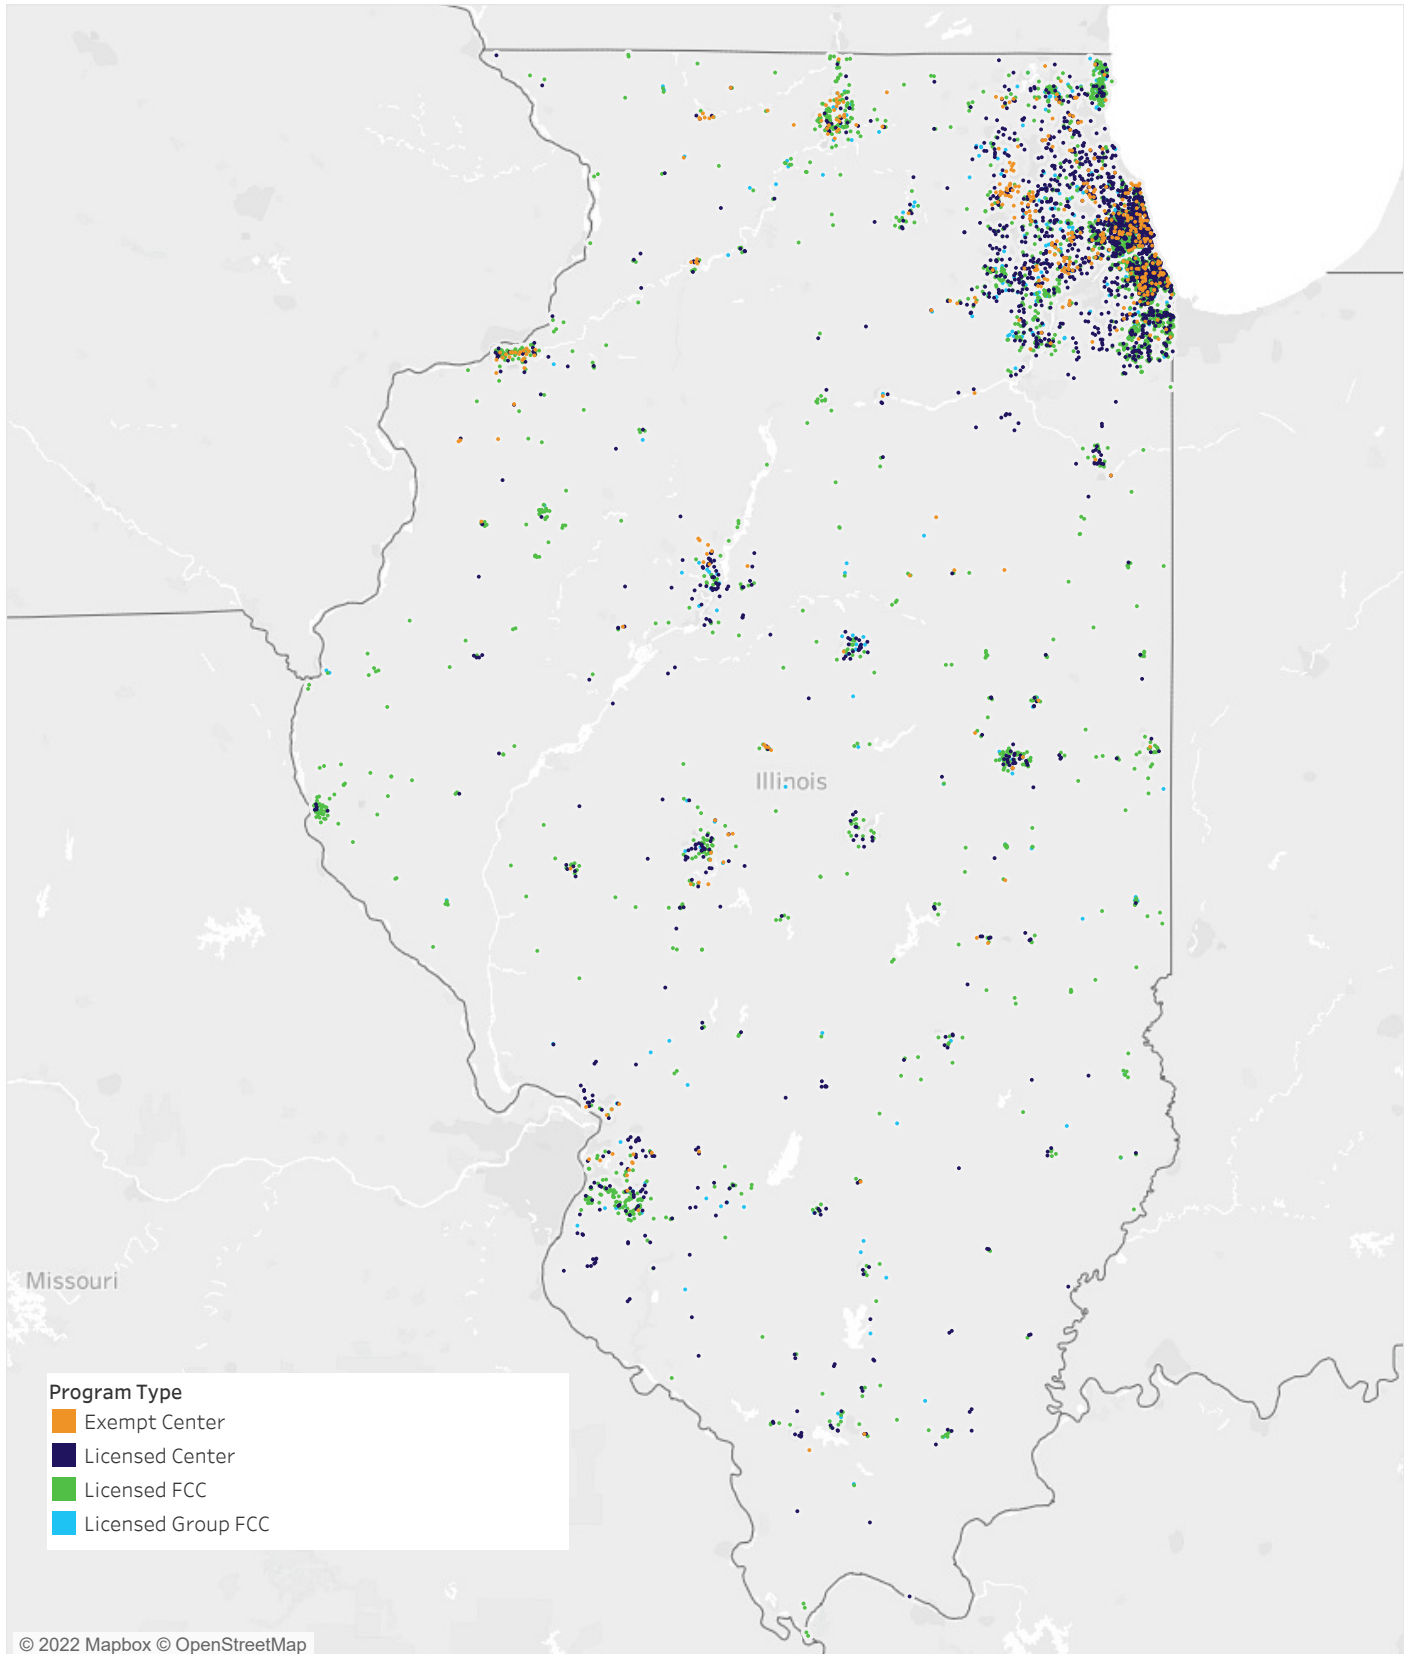 Illinois
Missouri
Program Type
Exempt Center
Licensed Center
Licensed FCC
Licensed Group FCC
© 2022 Mapbox © OpenStreetMap